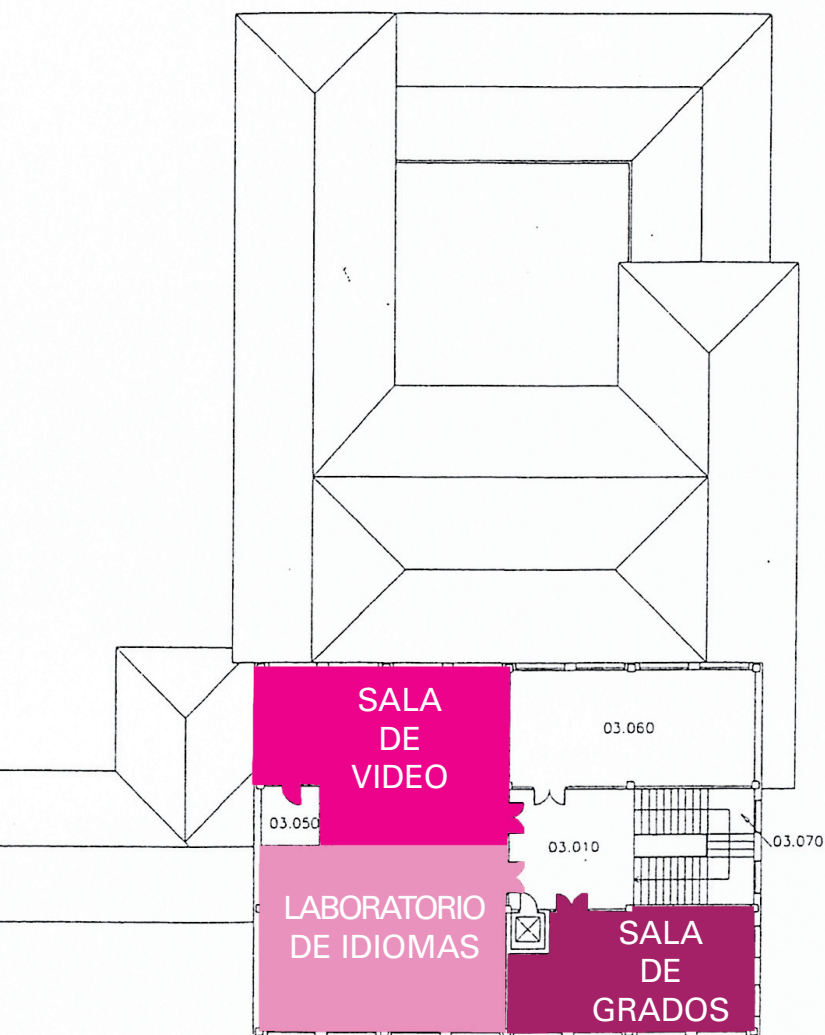 SALA
DE
VIDEO
03.060
03.050
03.010
03.070
LABORATORIO
DE IDIOMAS
SALA
DE
GRADOS